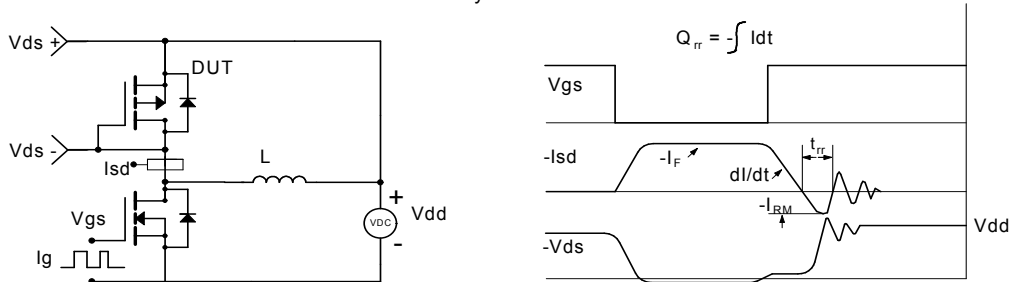 Vds +
DUT
Vds -
Isd
L
Vgs
Ig
+
VDC
-
Vdd
Qrr = -∫ Idt
Vgs
-Isd
-IF
dI/dt
trr
-IRM
Vdd
-Vds